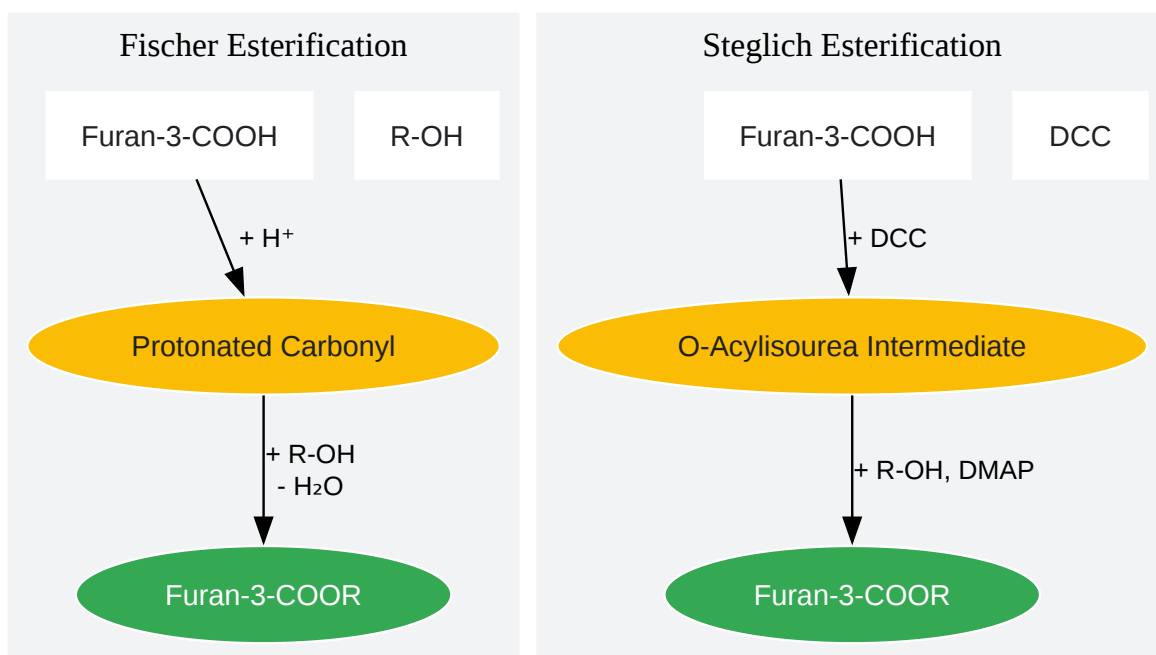 Fischer Esterification
Furan-3-COOH
R-OH
+ H⁺
Protonated Carbonyl
+ R-OH
- H₂O
Furan-3-COOR
Steglich Esterification
Furan-3-COOH
DCC
+ DCC
O-Acylisourea Intermediate
+ R-OH, DMAP
Furan-3-COOR